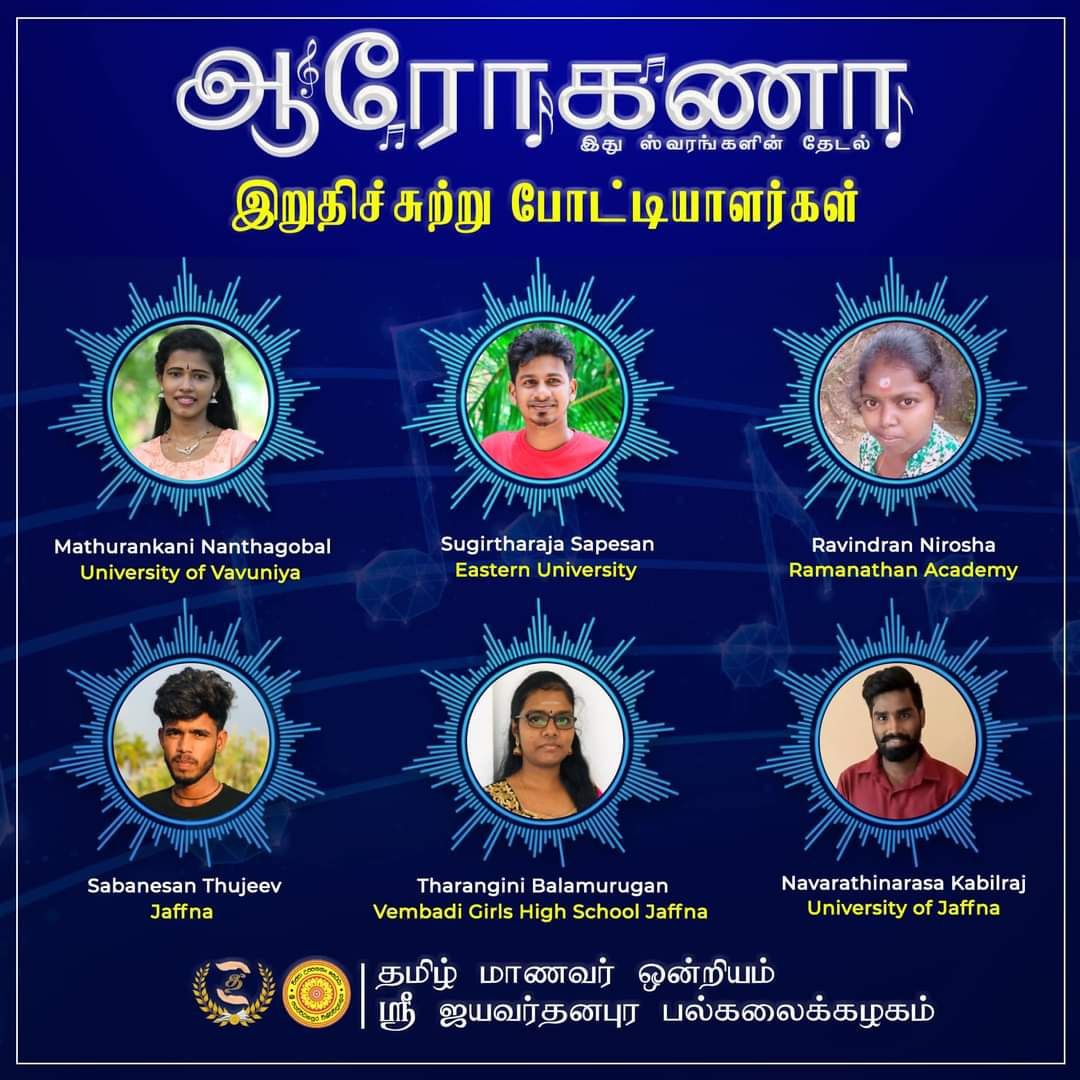 ஆரோகணா
இது ஸ்வரங்களின் தேடல்
இறுதிச்சுற்று போட்டியாளர்கள்
Mathurankani Nanthagobal
University of Vavuniya
Sugirtharaja Sapesan
Eastern University
Ravindran Nirosha
Ramanathan Academy
Sabanesan Thujeev
Jaffna
Tharangini Balamurugan
Vembadi Girls High School Jaffna
Navarathinarasa Kabilraj
University of Jaffna
தமிழ் மாணவர் ஒன்றியம்
ஸ்ரீ ஜயவர்தனபுர பல்கலைக்கழகம்